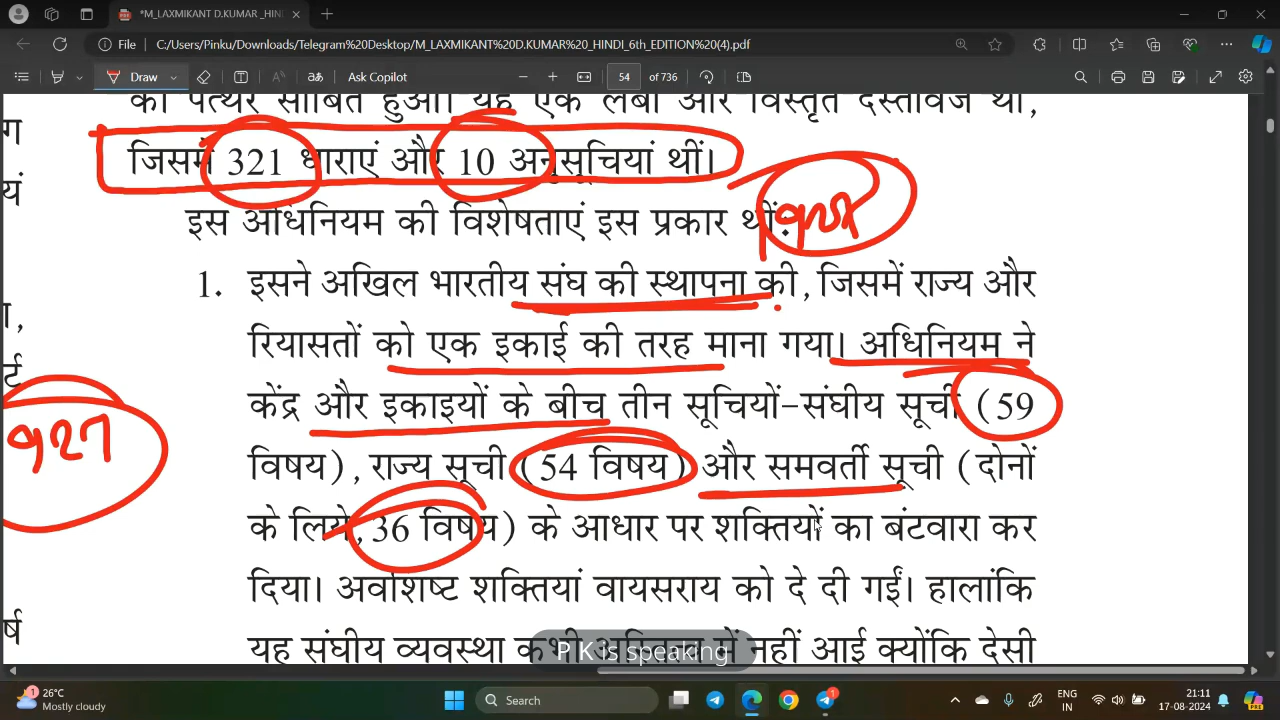 *M_LAXMIKANT D.KUMAR _HIN
File C:/Users/Pinku/Downloads/Telegram%20Desktop/M_LAXMIKANT%20D.KUMAR%20_HINDI_6th_EDITION%20(4).pdf
Draw Ask Copilot 54 of 736
का पत्थर साबित हुआ। यह एक लंबा और विस्तृत दस्तावेज था,
जिसमें 321 धाराएं और 10 अनुसूचियां थीं।
इस अधिनियम की विशेषताएं इस प्रकार थीं:
1. इसने अखिल भारतीय संघ की स्थापना की, जिसमें राज्य और
रियासतों को एक इकाई की तरह माना गया। अधिनियम ने
केंद्र और इकाइयों के बीच तीन सूचियों-संघीय सूची (59
विषय), राज्य सूची (54 विषय) और समवर्ती सूची (दोनों
के लिये, 36 विषय) के आधार पर शक्तियों का बंटवारा कर
दिया। अवशिष्ट शक्तियां वायसराय को दे दी गईं। हालांकि
यह संघीय व्यवस्था कभी अस्तित्व में नहीं आई क्योंकि देसी
P K is speaking
26°C
Mostly cloudy
Search
ENG
IN
21:11
17-08-2024